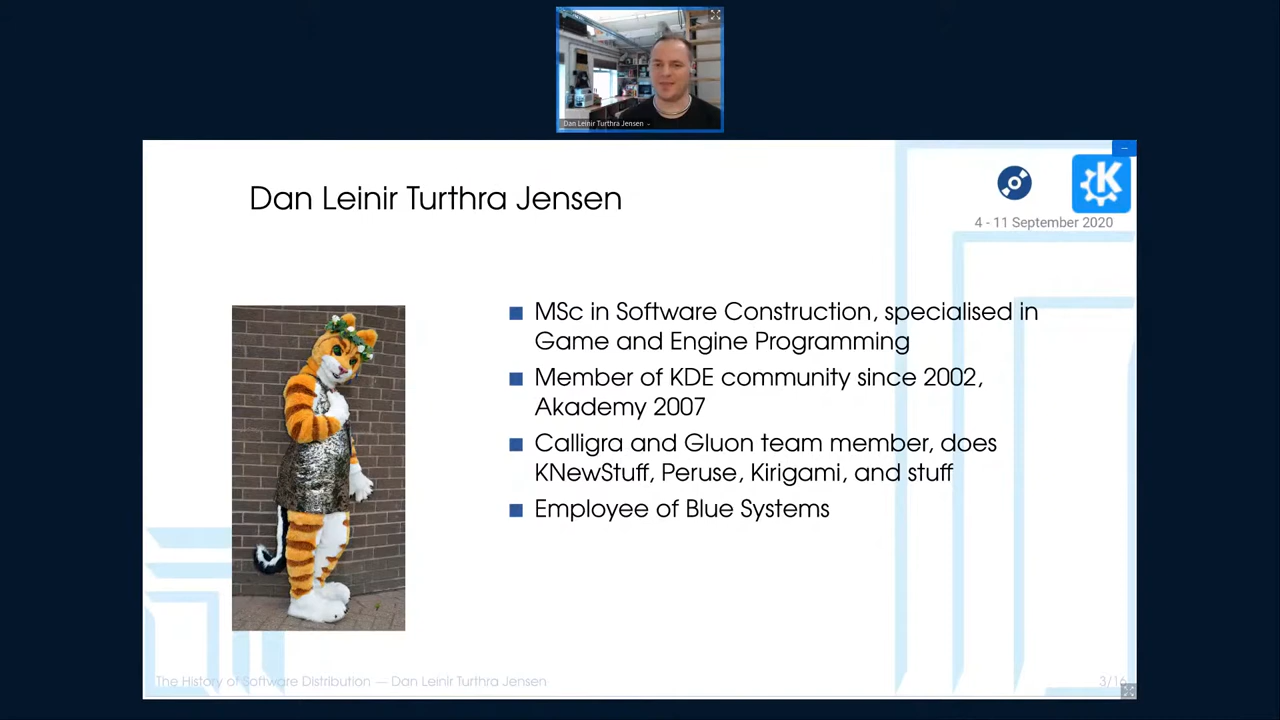 Dan Leinir Turthra Jensen
Dan Leinir Turthra Jensen
4 - 11 September 2020
MSc in Software Construction, specialised in
Game and Engine Programming
Member of KDE community since 2002,
Akademy 2007
Calligra and Gluon team member, does
KNewStuff, Peruse, Kirigami, and stuff
Employee of Blue Systems
The History of Software Distribution — Dan Leinir Turthra Jensen
3/16